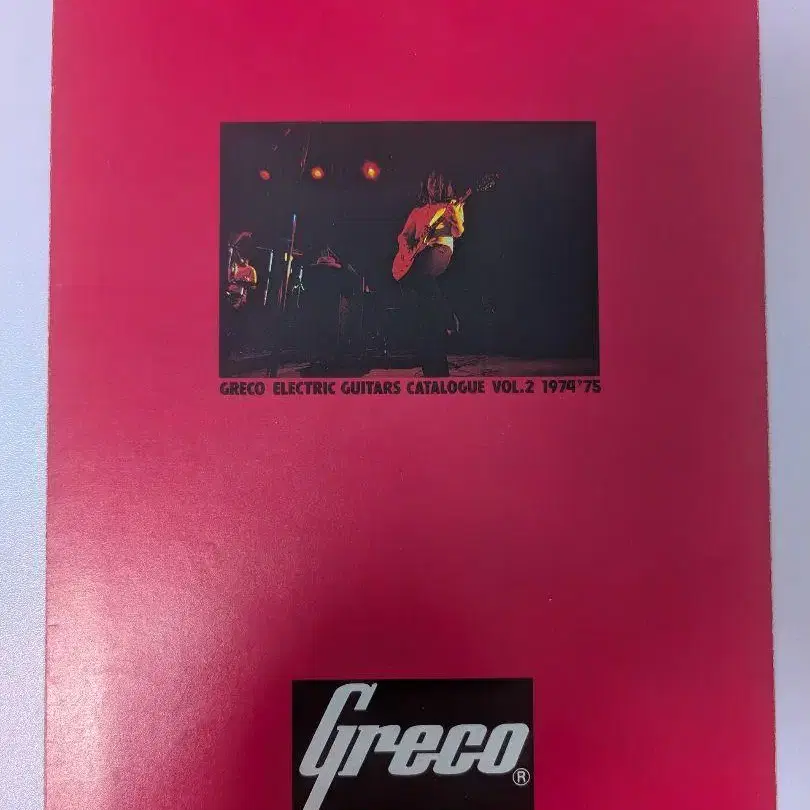 GRECO ELECTRIC GUITARS CATALOGUE VOL.2 1974'75
Greco ®